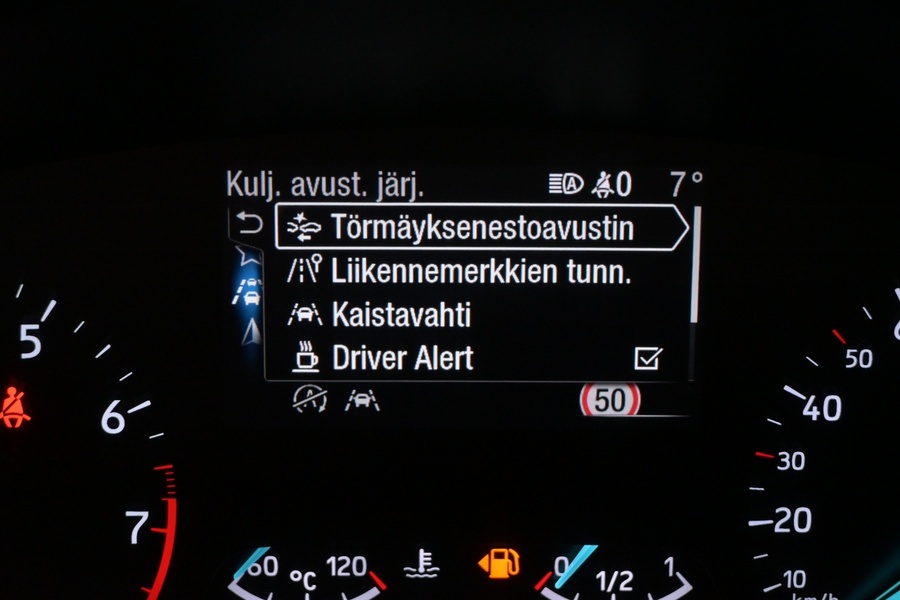 Kulj. avust. järj. A 0 7°
Törmäyksenestoavustin
Liikennemerkkien tunn.
Kaistavahti
Driver Alert
50
5
6
7
50
40
30
20
10
km/h
60 °C 120
0 1/2 1